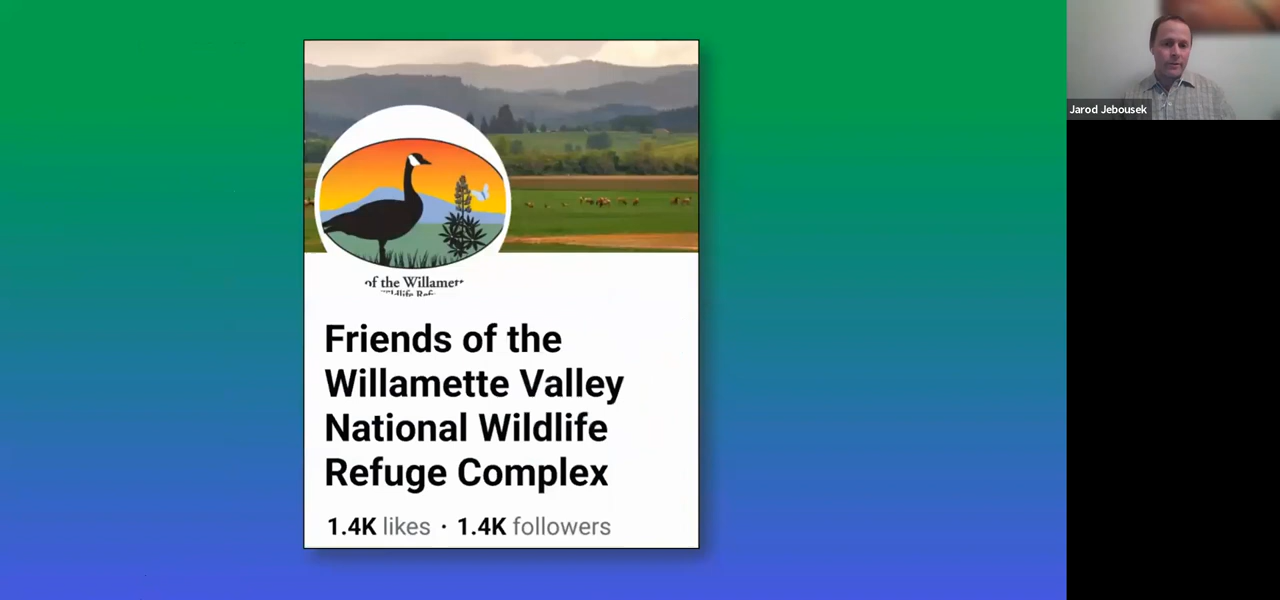 Jarod Jebousek
of the Willamett
Friends of the
Willamette Valley
National Wildlife
Refuge Complex
1.4K likes · 1.4K followers